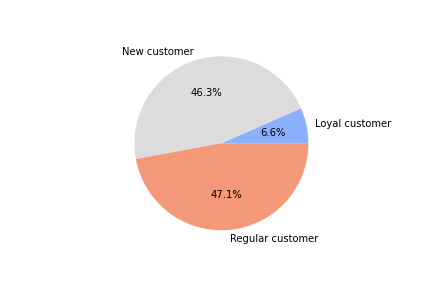 New customer
46.3%
Loyal customer
6.6%
47.1%
Regular customer